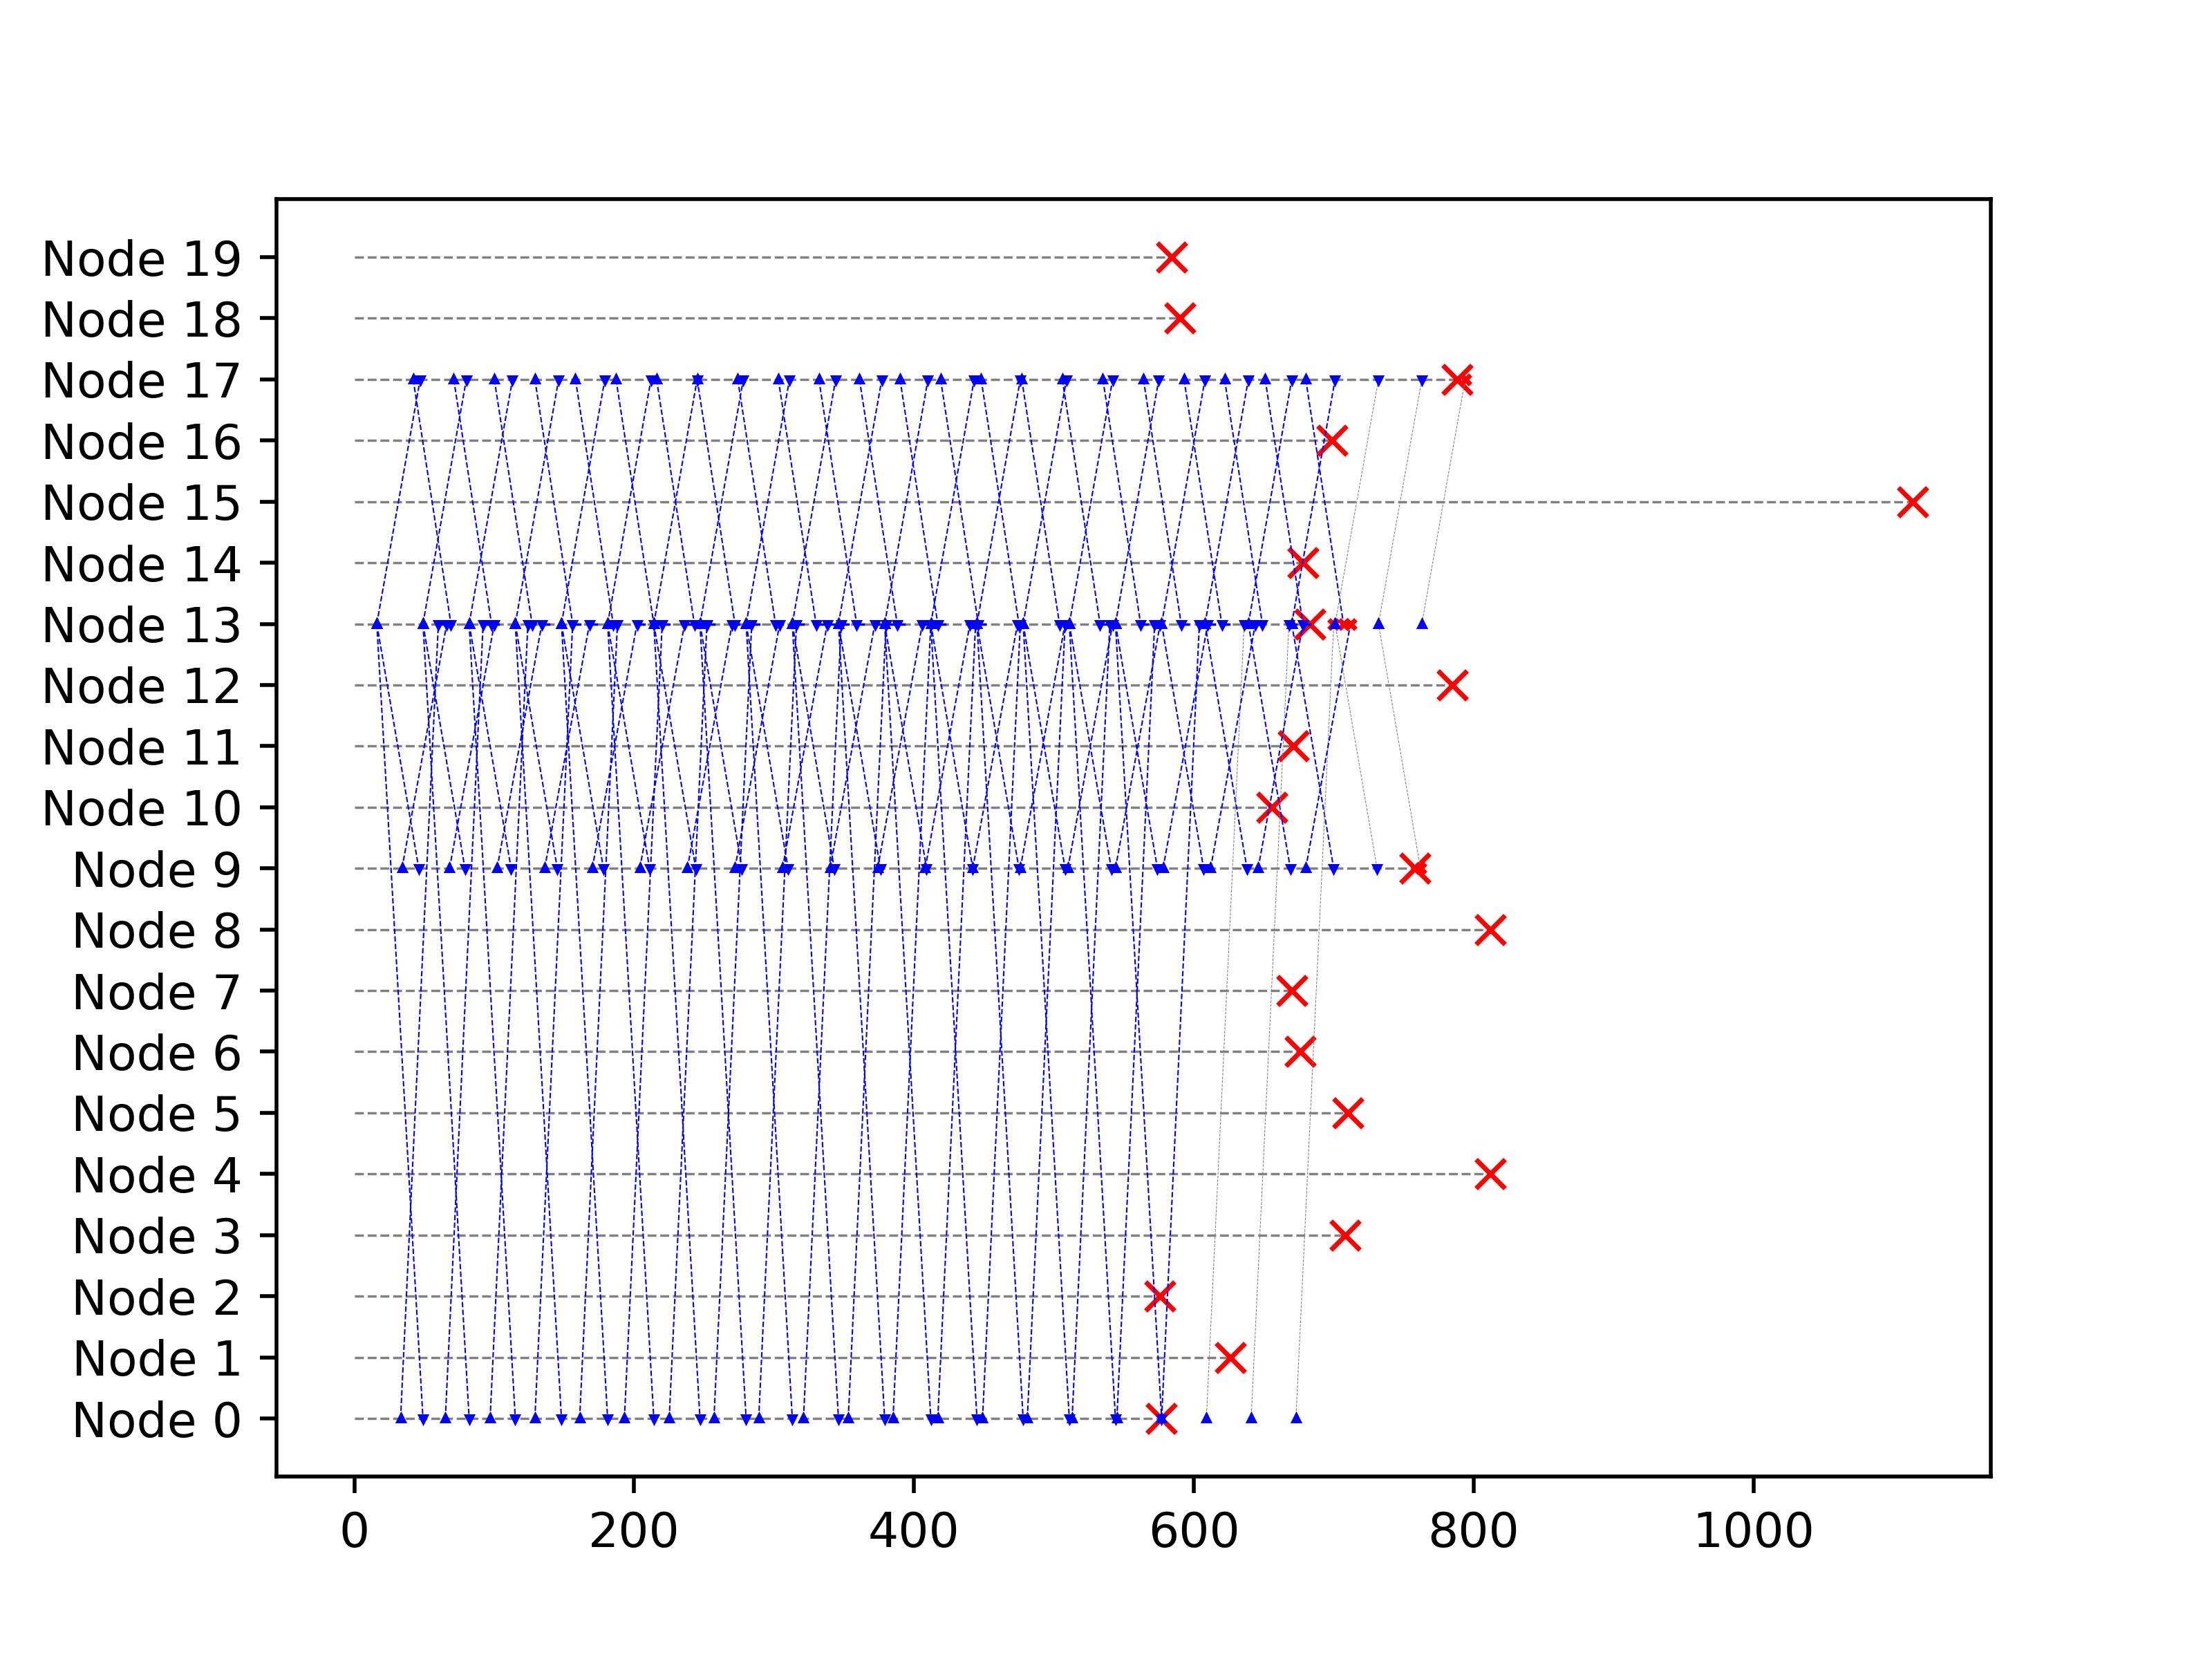 Node 19
Node 18
Node 17
Node 16
Node 15
Node 14
Node 13
Node 12
Node 11
Node 10
Node 9
Node 8
Node 7
Node 6
Node 5
Node 4
Node 3
Node 2
Node 1
Node 0
0 200 400 600 800 1000